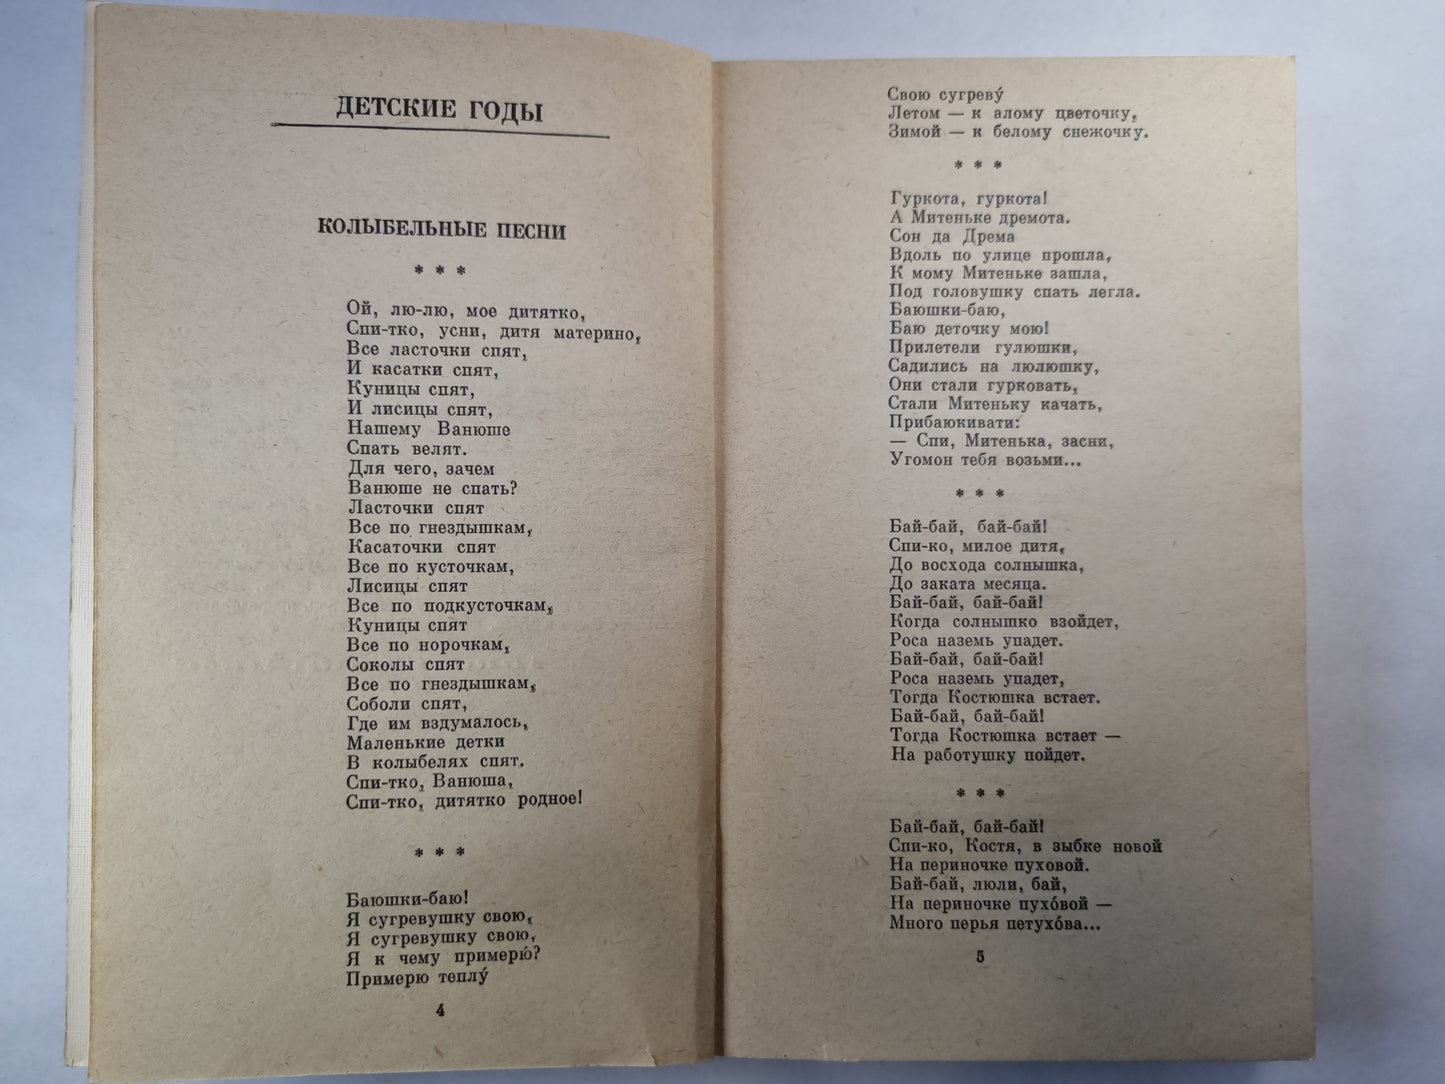 ДЕТСКИЕ ГОДЫ
КОЛЫБЕЛЬНЫЕ ПЕСНИ
* * *
Ой, лю-лю, мое дитятко,
Спи-тко, усни, дитя материно,
Все ласточки спят,
И касатки спят,
Куницы спят,
И лисицы спят,
Нашему Ванюше
Спать велят.
Для чего, зачем
Ванюше не спать?
Ласточки спят
Все по гнездышкам,
Касаточки спят
Все по кусточкам,
Лисицы спят
Все по подкусточкам,
Куницы спят
Все по норочкам,
Соколы спят
Все по гнездышкам,
Соболи спят,
Где им вздумалось,
Маленькие детки
В колыбелях спят.
Спи-тко, Ванюша,
Спи-тко, дитятко родное!
* * *
Баюшки-баю!
Я сугревушку свою,
Я сугревушку свою,
Я к чему примерю́?
Примерю теплу́
4
Свою сугреву́
Летом — к алому цветочку,
Зимой — к белому снежочку.
* * *
Гуркота, гуркота!
А Митеньке дремота.
Сон да Дрема
Вдоль по улице прошла,
К мому Митеньке зашла,
Под головушку спать легла.
Баюшки-баю,
Баю деточку мою!
Прилетели гулюшки,
Садились на люлюшку,
Они стали гурковать,
Стали Митеньку качать,
Прибаюкивати:
— Спи, Митенька, засни,
Угомон тебя возьми...
* * *
Бай-бай, бай-бай!
Спи-ко, милое дитя,
До восхода солнышка,
До заката месяца.
Бай-бай, бай-бай!
Когда солнышко взойдет,
Роса наземь упадет.
Бай-бай, бай-бай!
Роса наземь упадет,
Тогда Костюшка встает.
Бай-бай, бай-бай!
Тогда Костюшка встает —
На работушку пойдет.
* * *
Бай-бай, бай-бай!
Спи-ко, Костя, в зыбке новой
На периночке пуховой.
Бай-бай, люли, бай,
На периночке пухо́вой —
Много перья петухо́ва...
5